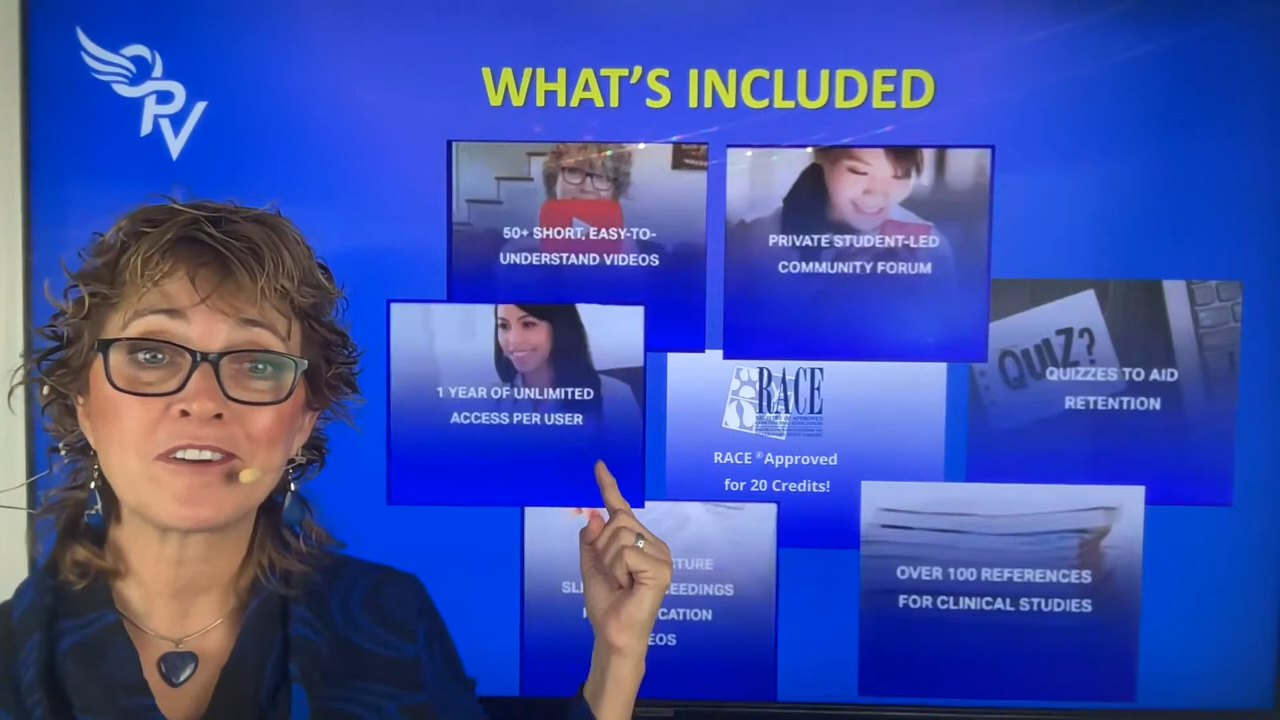 PV
WHAT'S INCLUDED
50+ SHORT, EASY-TO-
UNDERSTAND VIDEOS
PRIVATE STUDENT-LED
COMMUNITY FORUM
1 YEAR OF UNLIMITED
ACCESS PER USER
QUIZ?
QUIZZES TO AID
RETENTION
RACE
RACE ®Approved
for 20 Credits!
OVER 100 REFERENCES
FOR CLINICAL STUDIES